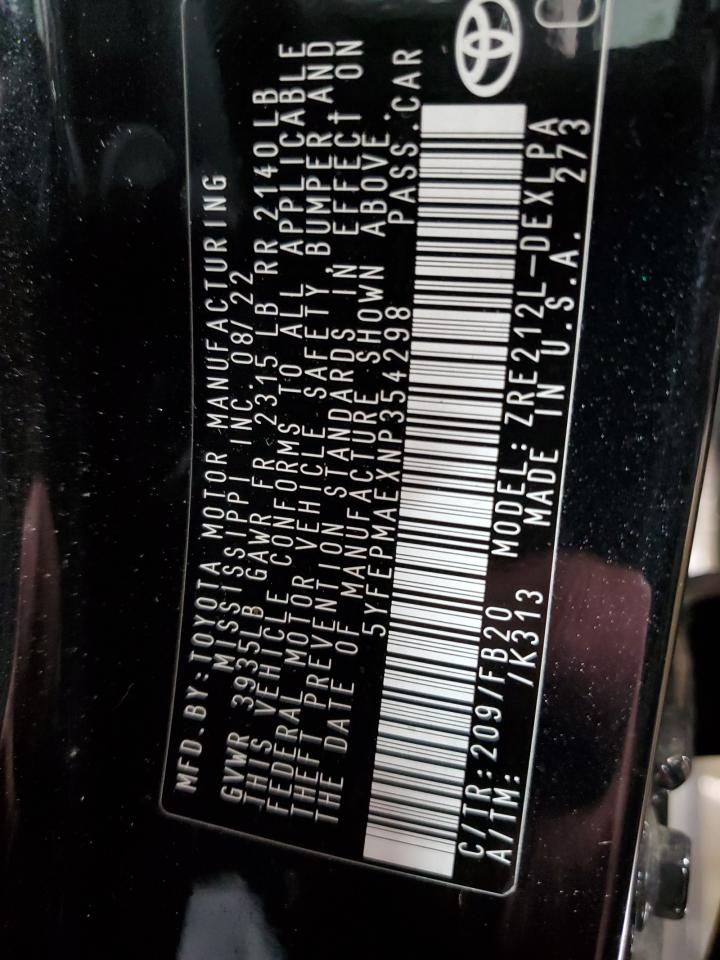 MFD.BY:TOYOTA MOTOR MANUFACTURING
MISSISSIPPI INC. 08/22
GVWR 3935LB GAWR FR 2315 LB RR 2140LB
THIS VEHICLE CONFORMS TO ALL APPLICABLE
FEDERAL MOTOR VEHICLE SAFETY, BUMPER AND
THEFT PREVENTION STANDARDS IN EFFECT ON
THE DATE OF MANUFACTURE SHOWN ABOVE.
5YFEPMAEXNP354298 PASS.CAR
C/TR:209/FB20 MODEL:ZRE212L-DEXLPA
A/TM: /K313 MADE IN U.S.A. 273